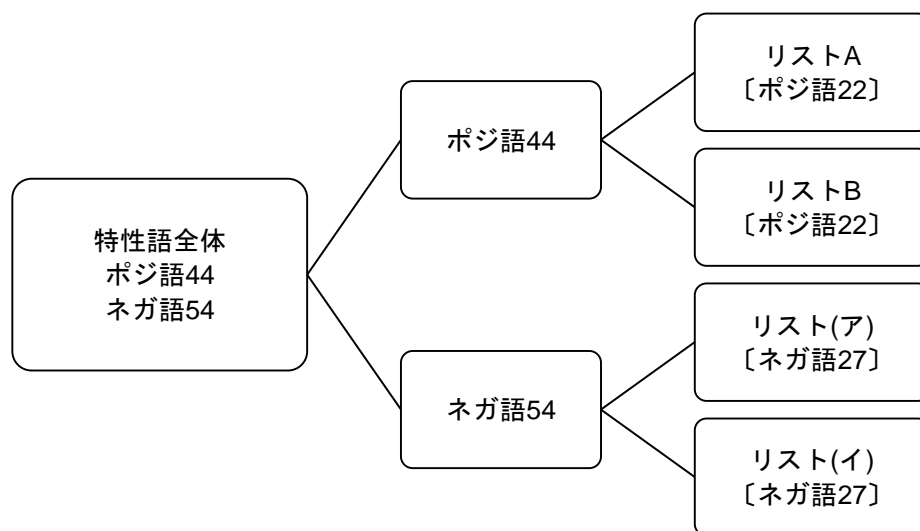 特性語全体
ポジ語44
ネガ語54
ポジ語44
ネガ語54
リストA
〔ポジ語22〕
リストB
〔ポジ語22〕
リスト(ア)
〔ネガ語27〕
リスト(イ)
〔ネガ語27〕